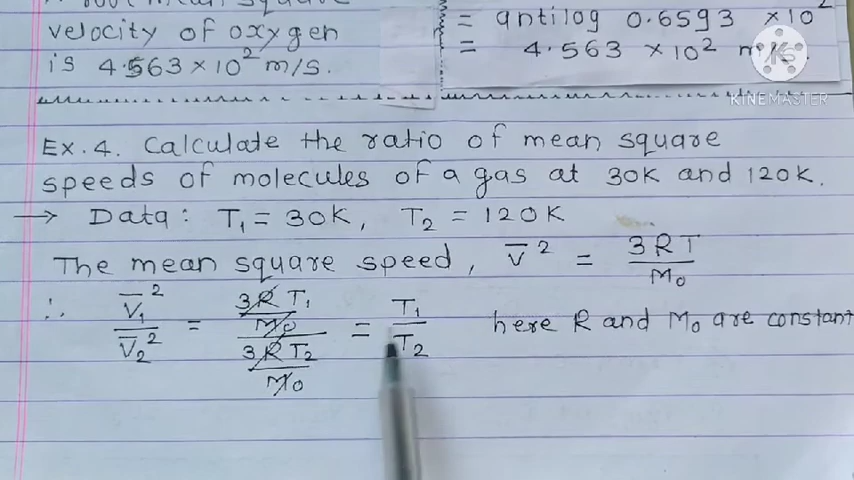 velocity of oxygen
is 4.563 × 10² m/s.
= antilog 0.6593 × 10²
= 4.563 × 10² m/s.
KINEMASTER
Ex. 4. Calculate the ratio of mean square
speeds of molecules of a gas at 30K and 120K.
→ Data: T₁ = 30K, T₂ = 120K
The mean square speed, v̅² = 3RT / M₀
∴ V̅₁² / V̅₂² = (3RT₁ / M₀) / (3RT₂ / M₀) = T₁ / T₂ here R and M₀ are constant